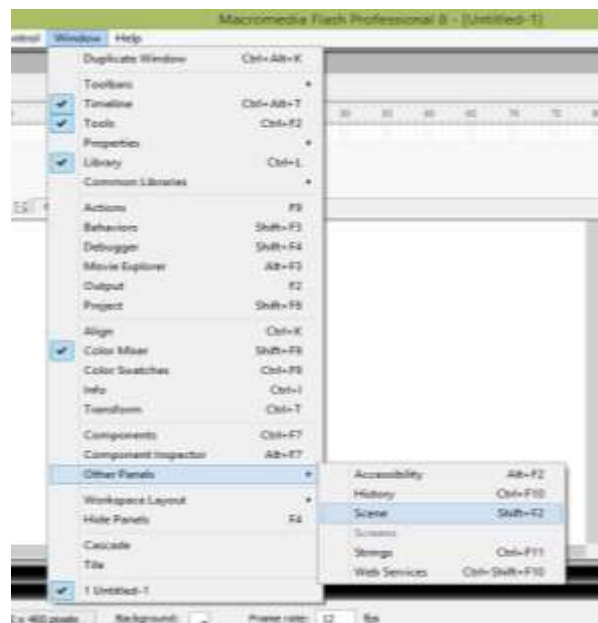 Macromedia Flash Professional 8 - [Untitled-1]
Window Help
Duplicate Window Ctrl+Alt+K
Toolbars
Timeline Ctrl+Alt+T
Tools Ctrl+F2
Properties
Library Ctrl+L
Common Libraries
Actions F9
Behaviors Shift+F3
Debugger Shift+F4
Movie Explorer Alt+F3
Output F2
Project Shift+F8
Align Ctrl+K
Color Mixer Shift+F9
Color Swatches Ctrl+F9
Info Ctrl+I
Transform Ctrl+T
Components Ctrl+F7
Component Inspector Alt+F7
Other Panels
Accessibility Alt+F2
History Ctrl+F10
Scene Shift+F2
Screens
Strings Ctrl+F11
Web Services Ctrl+Shift+F10
Workspace Layout
Hide Panels F4
Cascade
Tile
1 Untitled-1
400 pixels Background: Frame rate: 12 fps